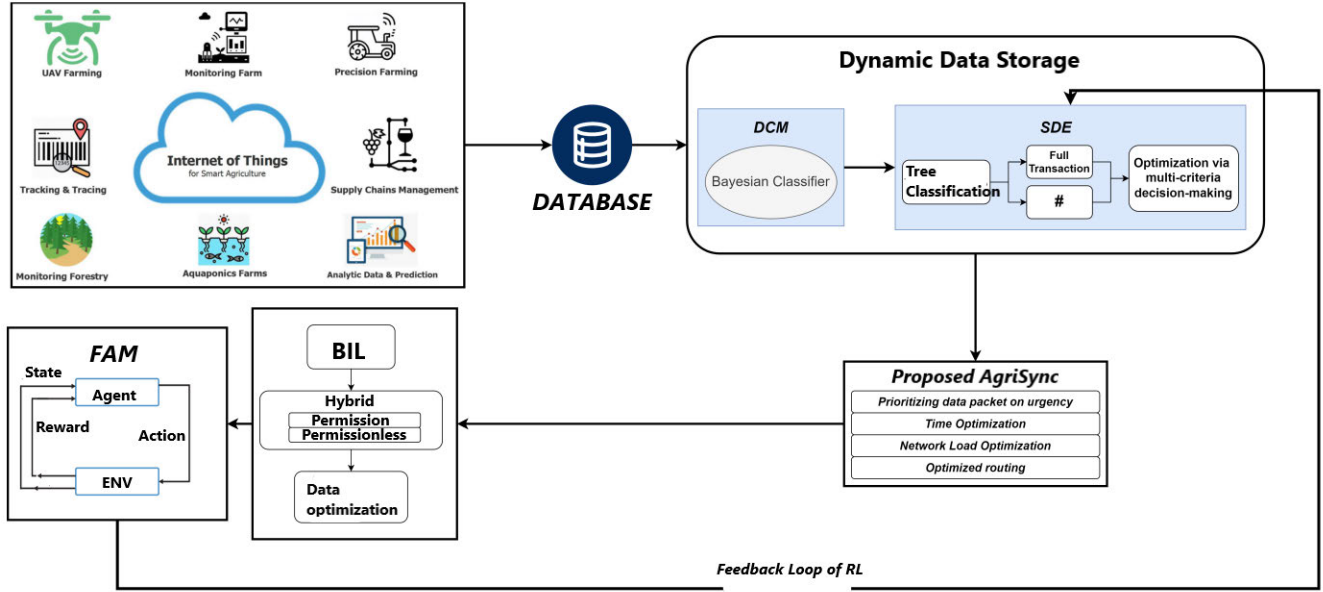 UAV Farming
Monitoring Farm
Precision Farming
Internet of Things
for Smart Agriculture
12345
Tracking & Tracing
Supply Chains Management
Monitoring Forestry
Aquaponics Farms
Analytic Data & Prediction
DATABASE
Dynamic Data Storage
DCM
Bayesian Classifier
SDE
Tree
Classification
Full
Transaction
#
Optimization via
multi-criteria
decision-making
Proposed AgriSync
Prioritizing data packet on urgency
Time Optimization
Network Load Optimization
Optimized routing
BIL
Hybrid
Permission
Permissionless
Data
optimization
FAM
State
Agent
Reward
Action
ENV
Feedback Loop of RL